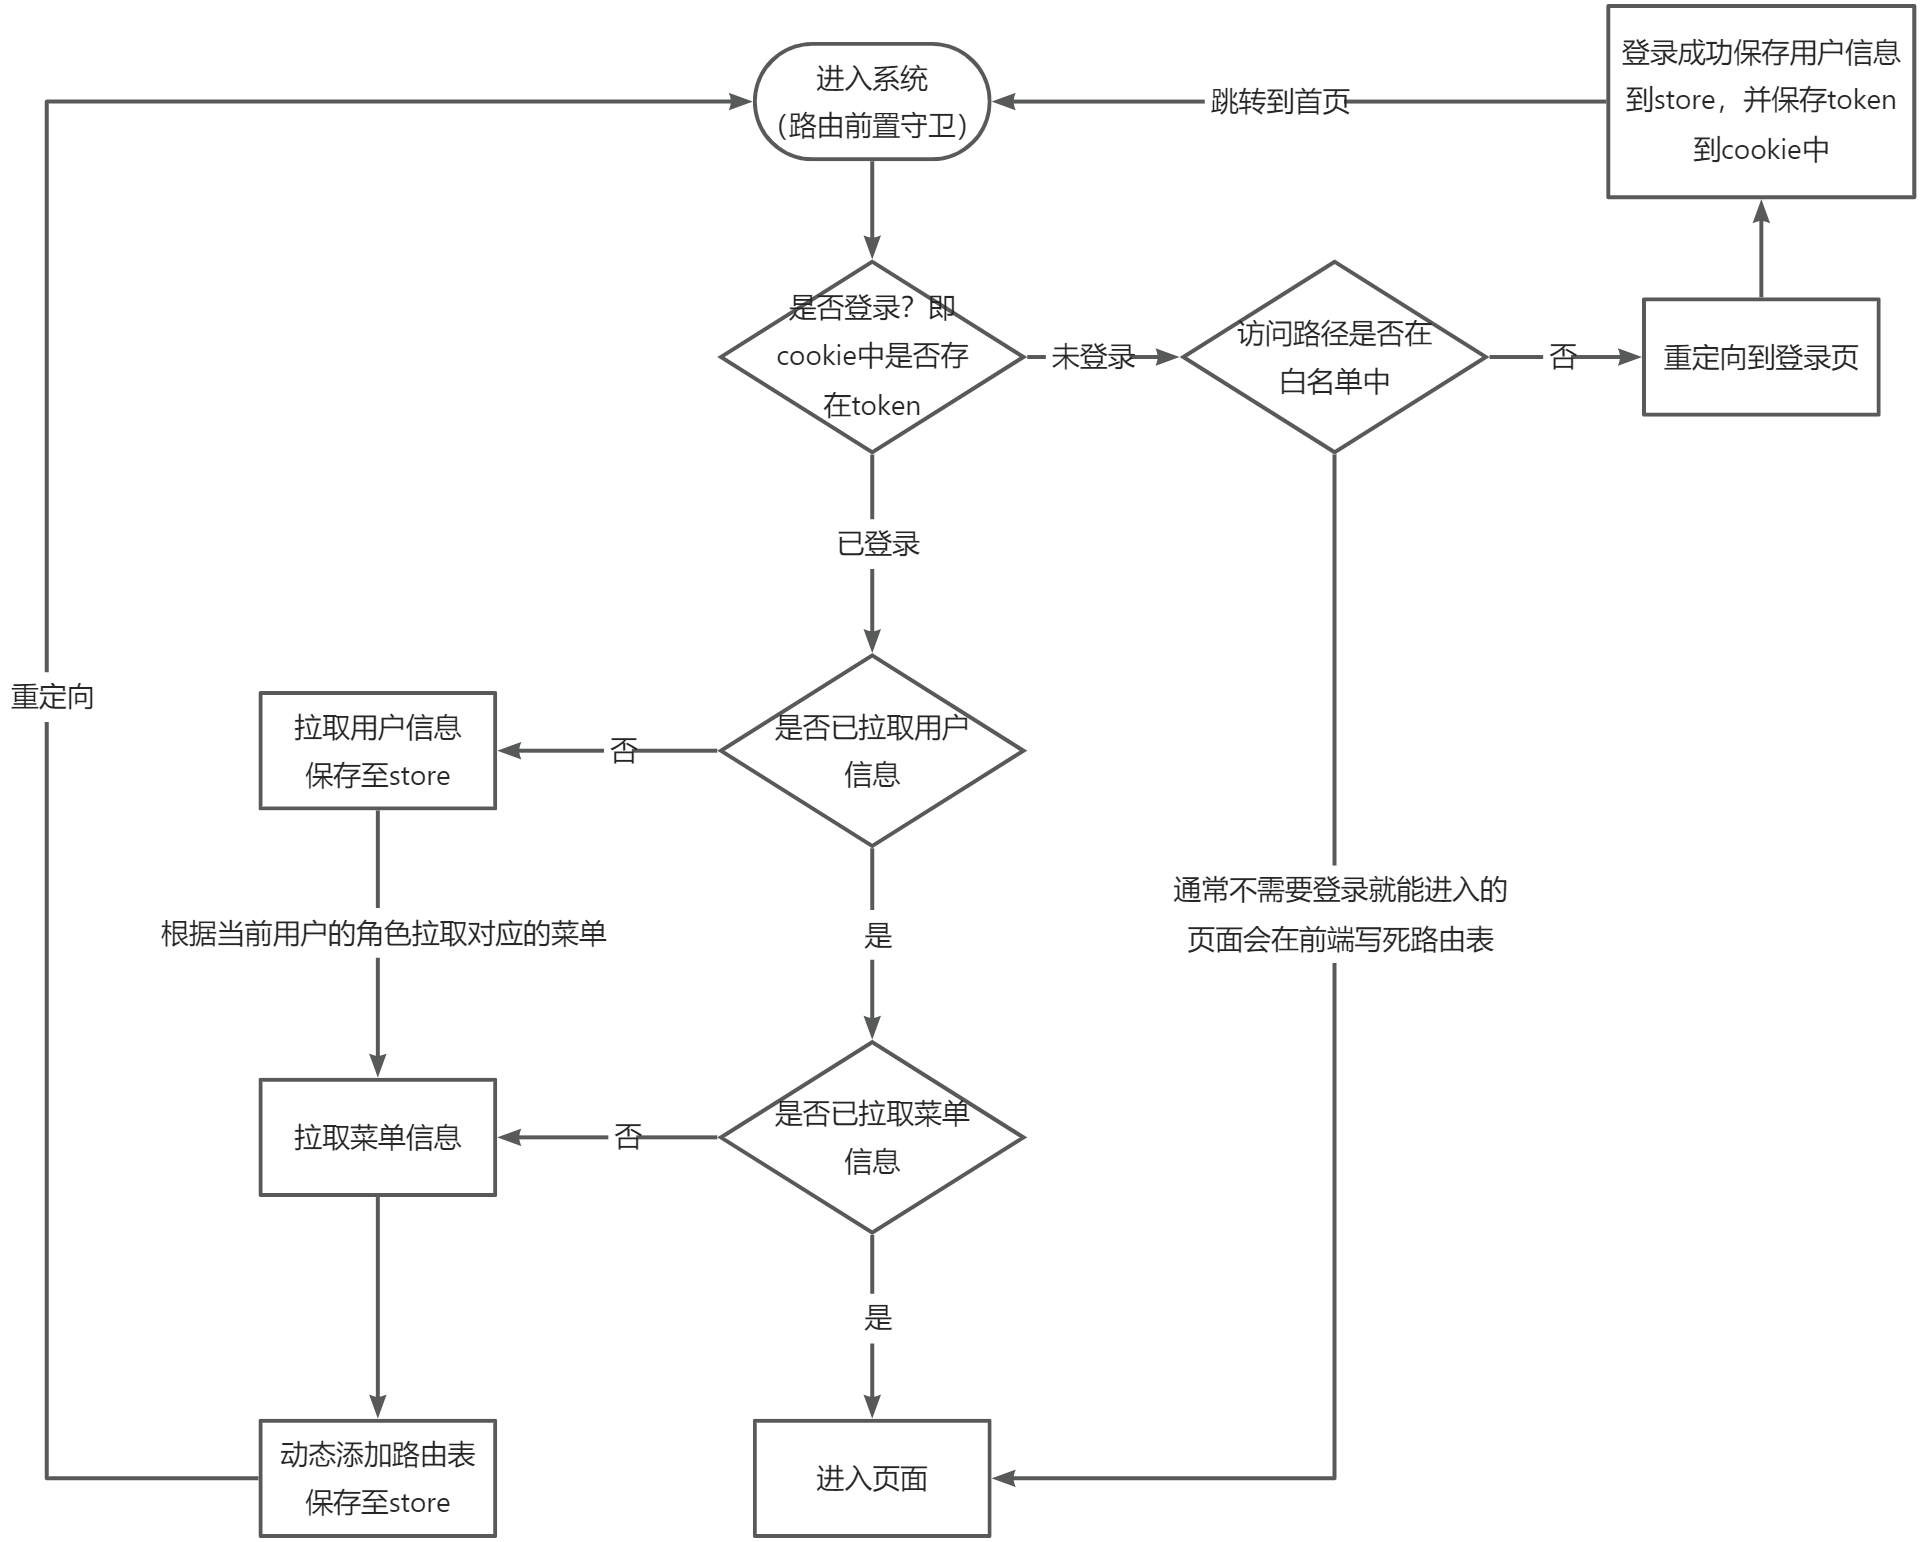 进入系统
（路由前置守卫）
跳转到首页
登录成功保存用户信息
到store，并保存token
到cookie中
是否登录？即
cookie中是否存
在token
未登录
访问路径是否在
白名单中
否
重定向到登录页
已登录
重定向
拉取用户信息
保存至store
否
是否已拉取用户
信息
根据当前用户的角色拉取对应的菜单
是
通常不需要登录就能进入的
页面会在前端写死路由表
拉取菜单信息
否
是否已拉取菜单
信息
是
动态添加路由表
保存至store
进入页面